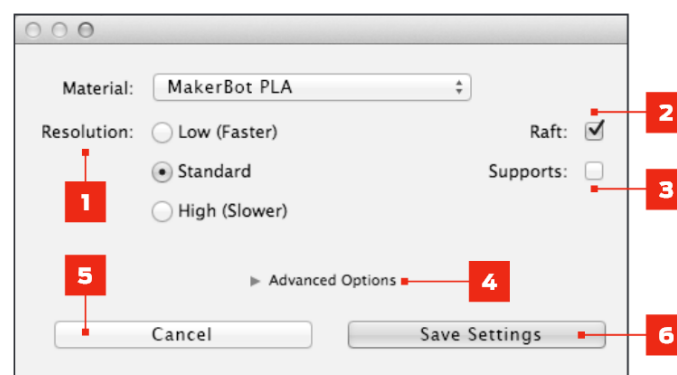 Material: MakerBot PLA
2
Resolution: Low (Faster) Raft:
1
Standard Supports:
3
High (Slower)
5
Advanced Options 4
Cancel Save Settings 6